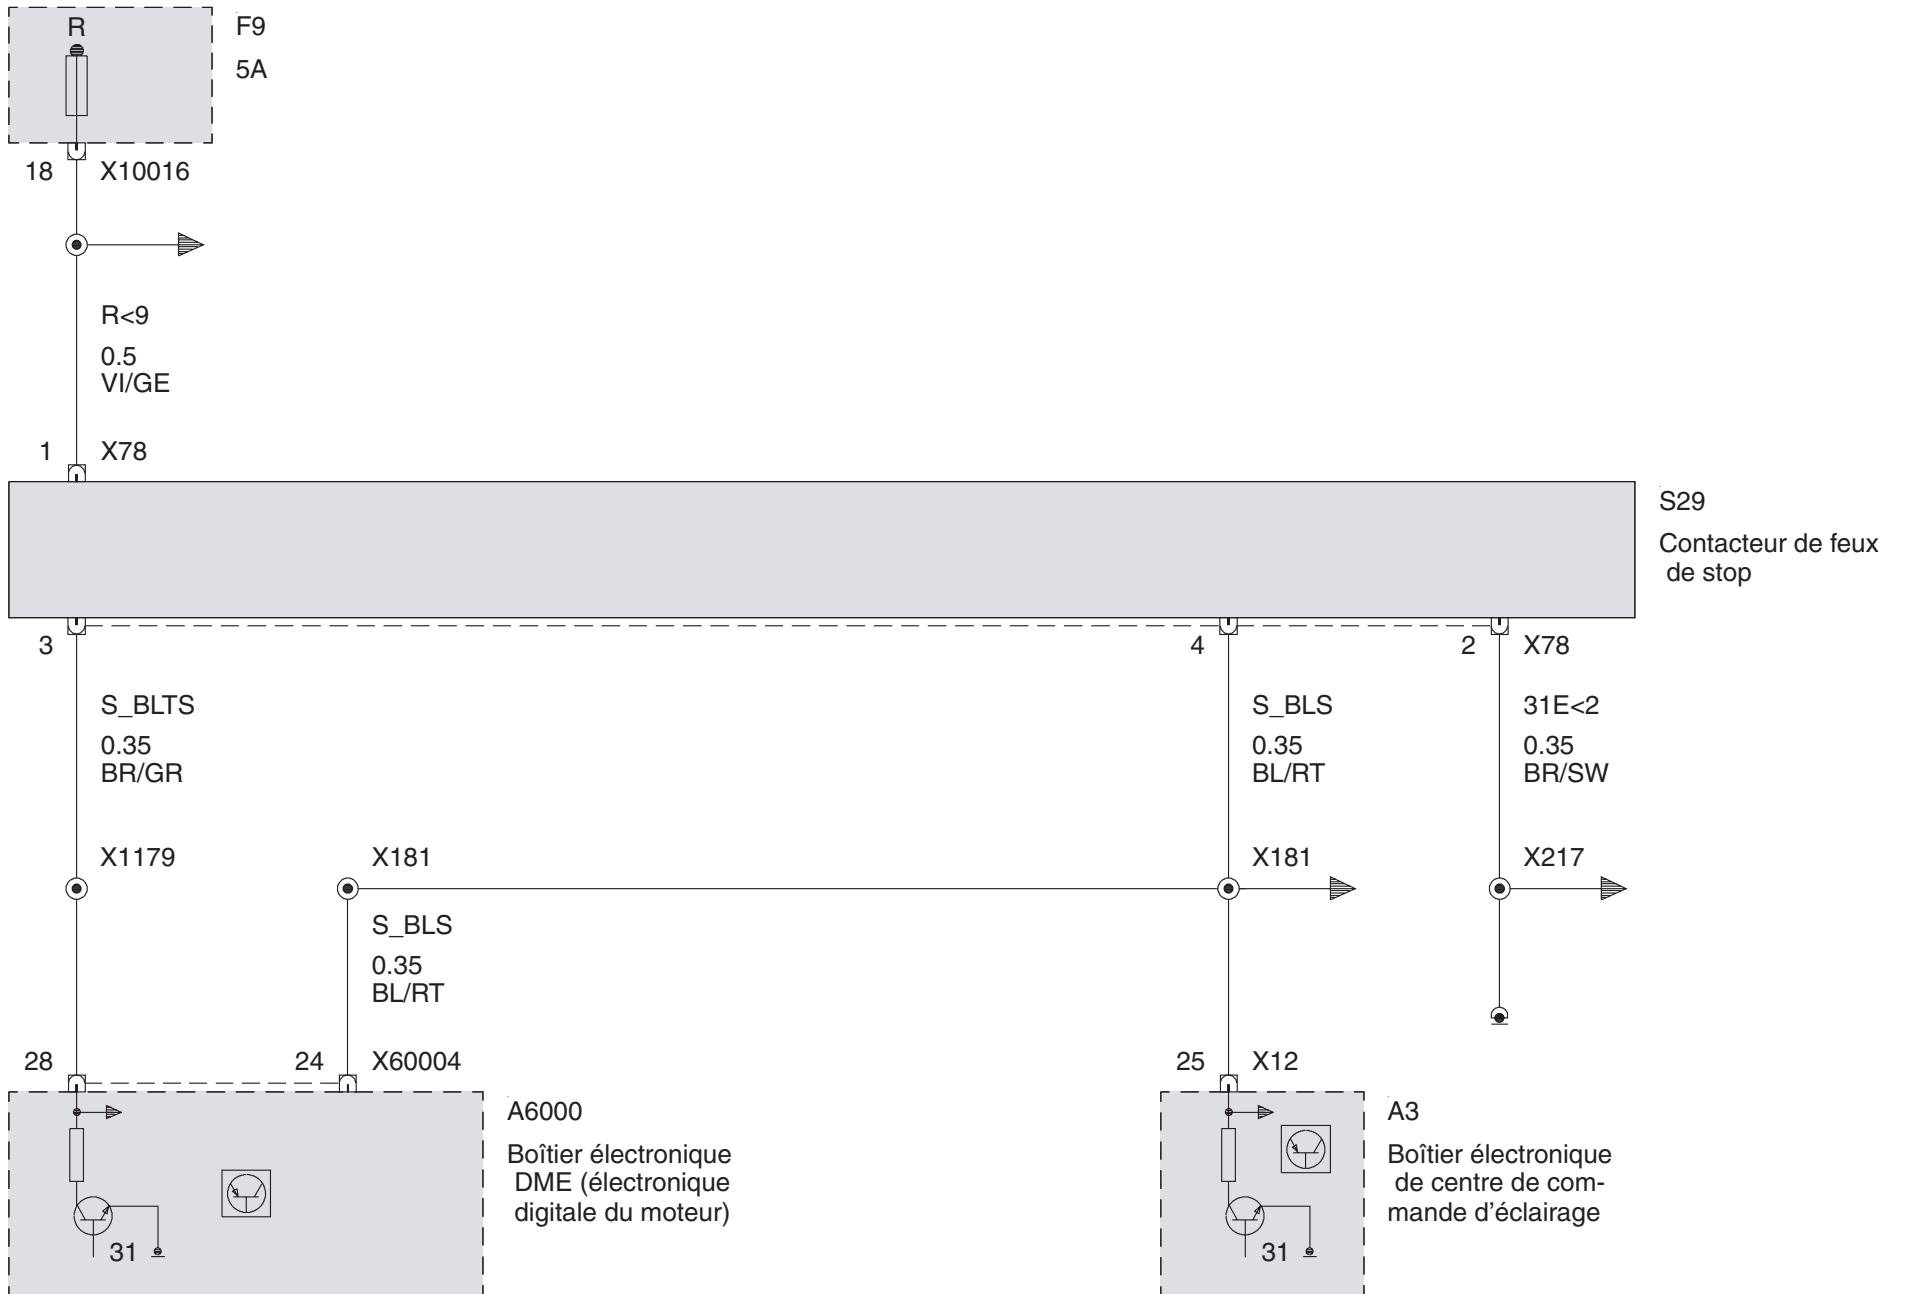 R
F9
5A
18
X10016
R<9
0.5
VI/GE
1
X78
S29
Contacteur de feux
de stop
3
4
2
X78
S_BLTS
0.35
BR/GR
S_BLS
0.35
BL/RT
31E<2
0.35
BR/SW
X1179
X181
X181
X217
S_BLS
0.35
BL/RT
28
24
X60004
25
X12
A6000
Boîtier électronique
DME (électronique
digitale du moteur)
31
A3
Boîtier électronique
de centre de com-
mande d'éclairage
31